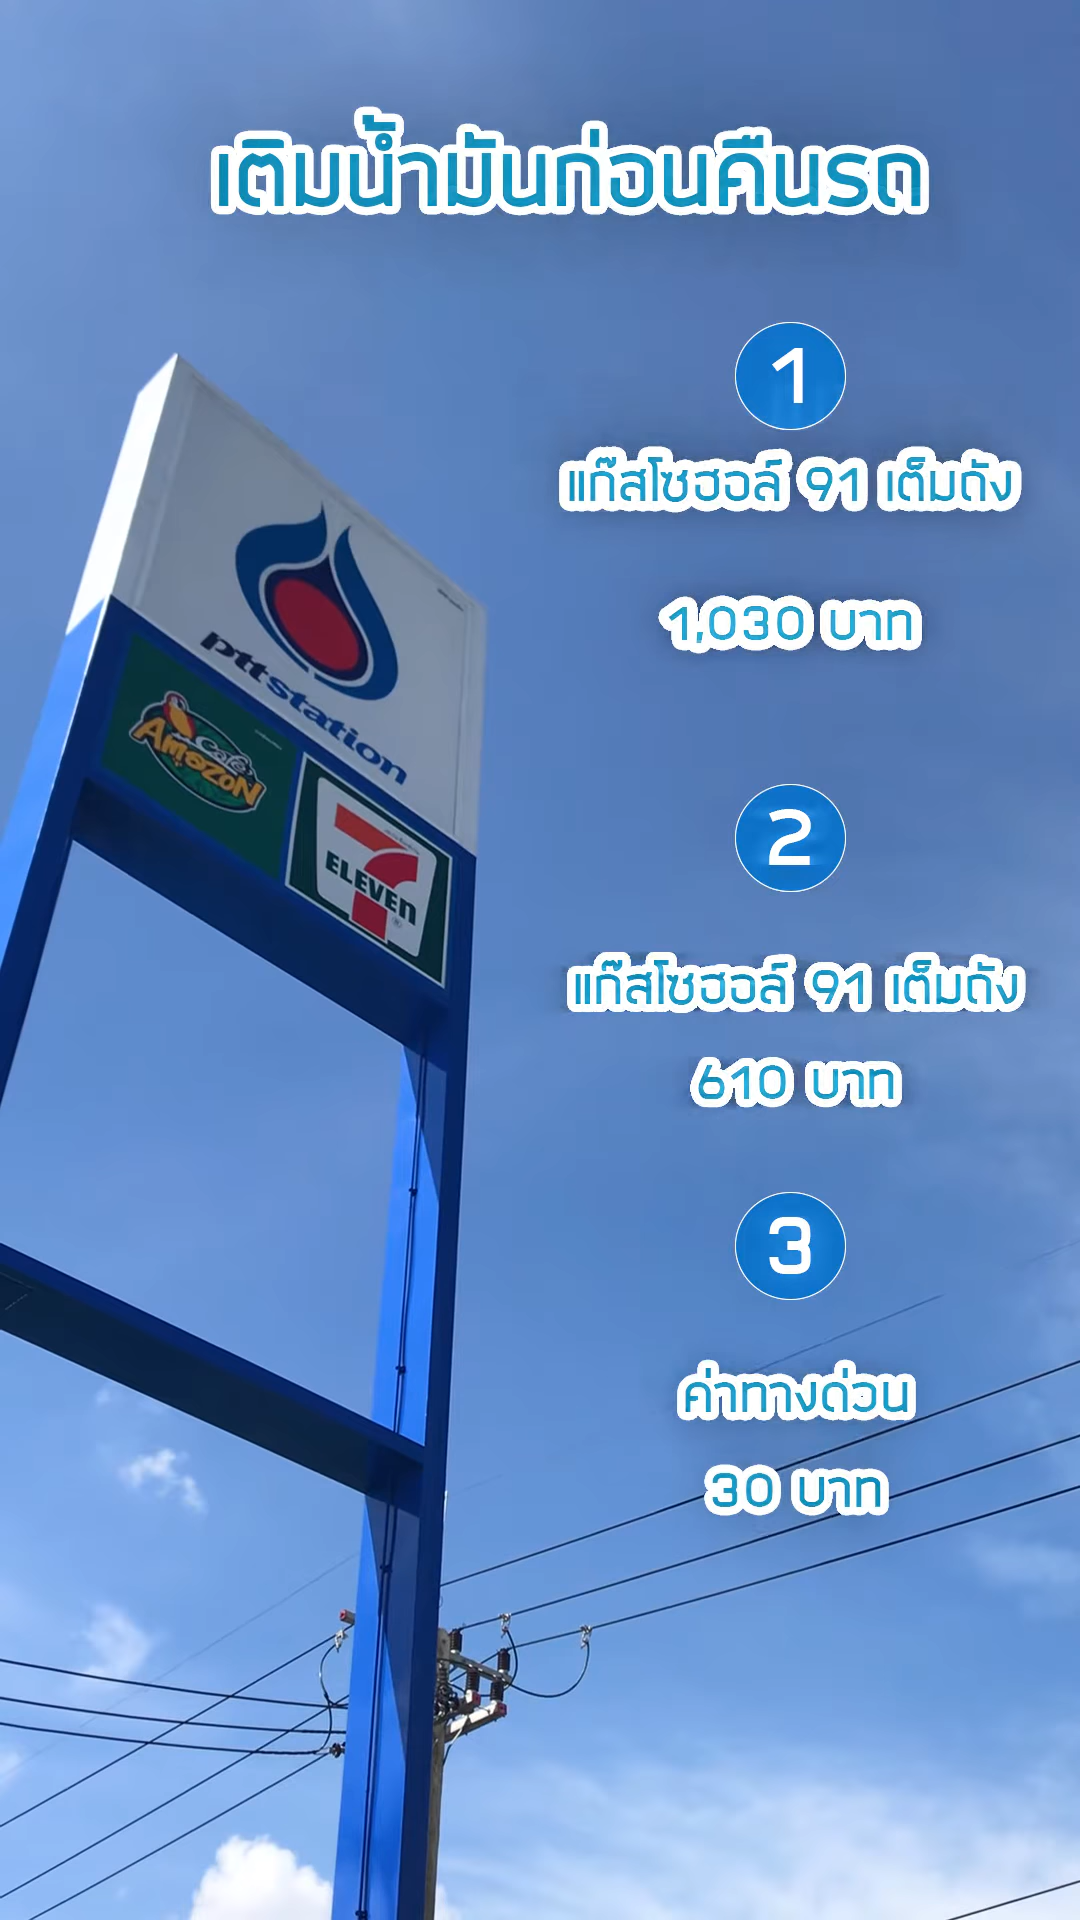 เติมน้ำมันก่อนคืนรถ
1
แก๊สโซฮอล์ 91 เต็มถัง
1,030 บาท
ptt station
Café
Amazon
7
ELEVEN
®
2
แก๊สโซฮอล์ 91 เต็มถัง
610 บาท
3
ค่าทางด่วน
30 บาท